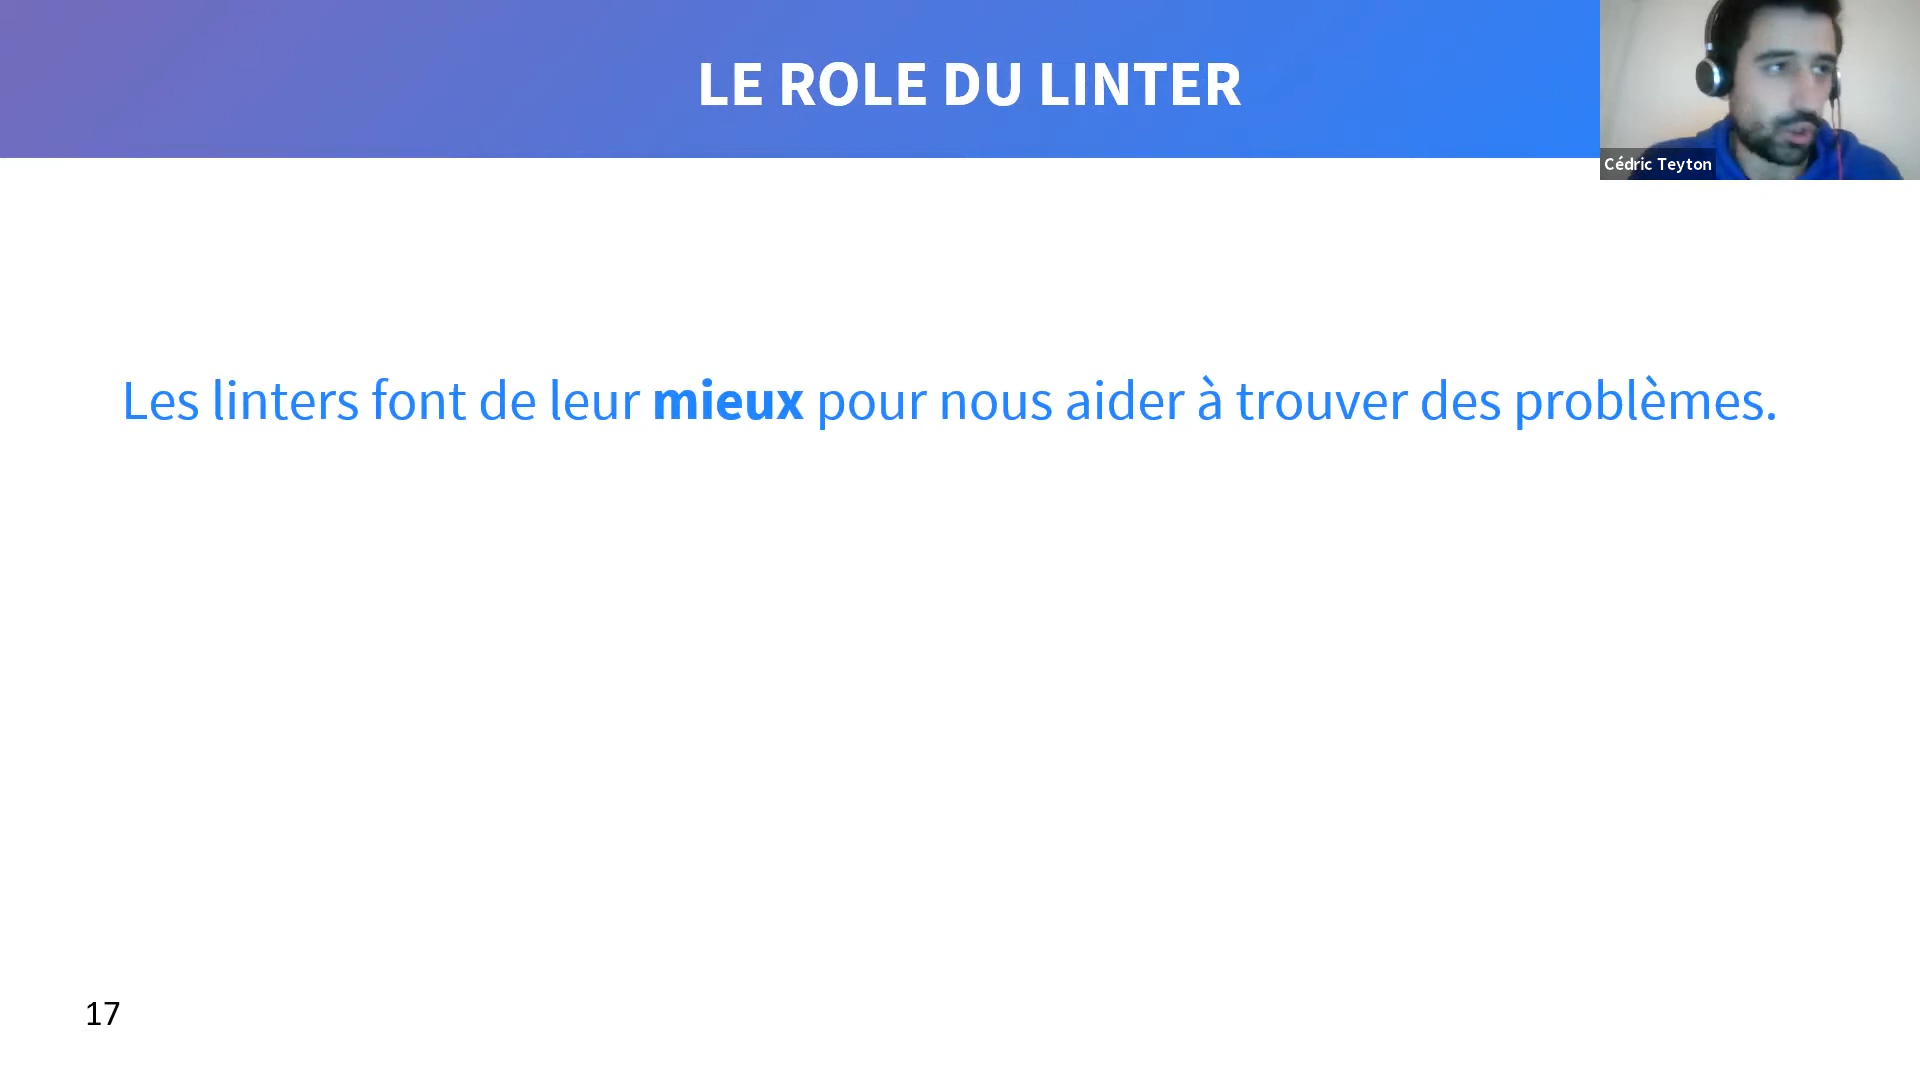 LE ROLE DU LINTER
Cédric Teyton
Les linters font de leur mieux pour nous aider à trouver des problèmes.
17